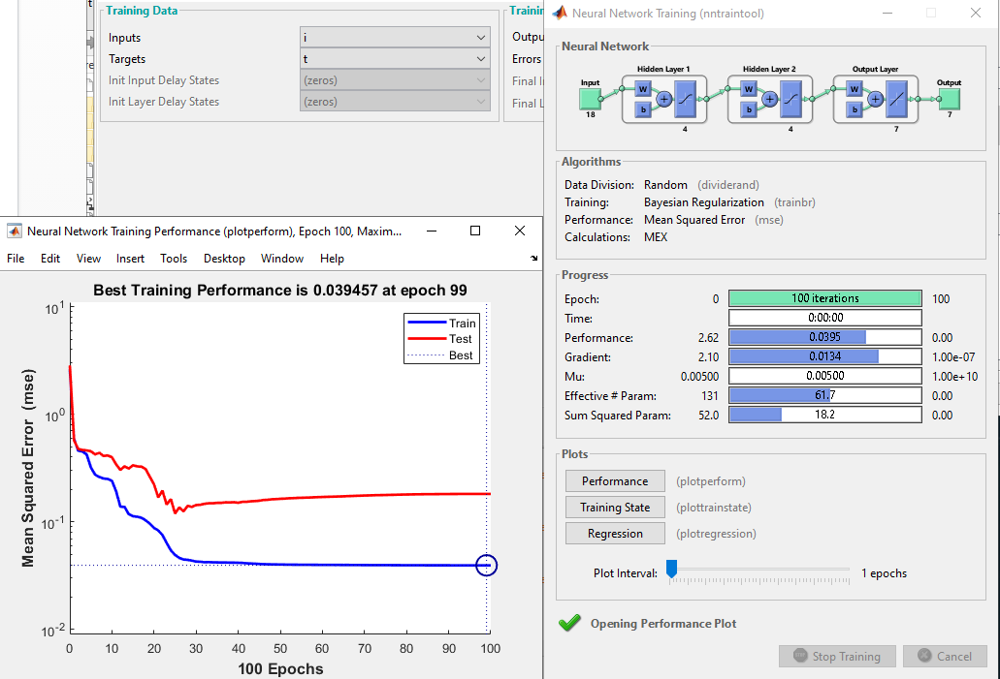 Training Data
Inputs i
Targets t
Init Input Delay States (zeros)
Init Layer Delay States (zeros)
Errors
Neural Network Training (nntraintool)
Neural Network
Hidden Layer 1 Hidden Layer 2 Output Layer
Input Output
W W W
+ + +
b b b
18 7
4 4 7
Algorithms
Data Division: Random (dividerand)
Training: Bayesian Regularization (trainbr)
Performance: Mean Squared Error (mse)
Calculations: MEX
Progress
Epoch: 0 100 iterations 100
Time: 0:00:00
Performance: 2.62 0.0395 0.00
Gradient: 2.10 0.0134 1.00e-07
Mu: 0.00500 0.00500 1.00e+10
Effective # Param: 131 61.7 0.00
Sum Squared Param: 52.0 18.2 0.00
Plots
Performance (plotperform)
Training State (plottrainstate)
Regression (plotregression)
Plot Interval: 1 epochs
Opening Performance Plot
Stop Training Cancel
Neural Network Training Performance (plotperform), Epoch 100, Maxim...
File Edit View Insert Tools Desktop Window Help
Best Training Performance is 0.039457 at epoch 99
Train
Test
Best
10^1
10^0
10^-1
10^-2
Mean Squared Error (mse)
0 10 20 30 40 50 60 70 80 90 100
100 Epochs